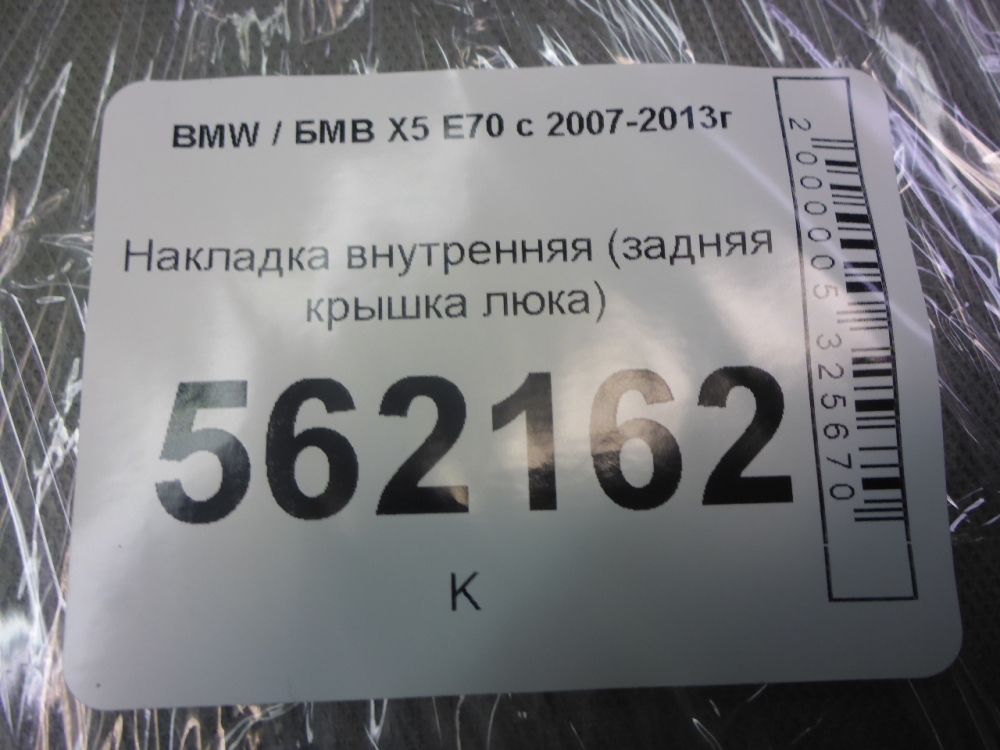 BMW / БМВ X5 E70 с 2007-2013г
Накладка внутренняя (задняя
крышка люка)
562162
K
2000005325670